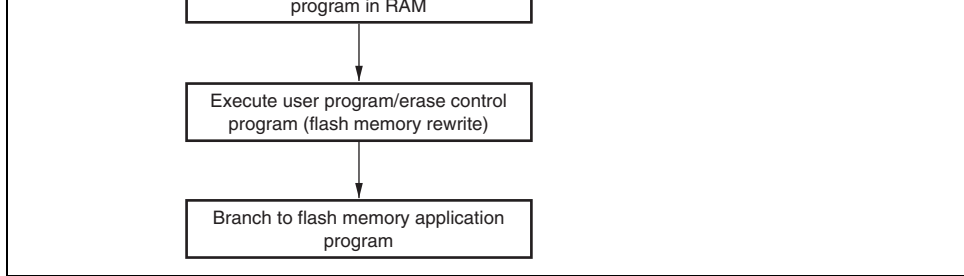 program in RAM
Execute user program/erase control
program (flash memory rewrite)
Branch to flash memory application
program